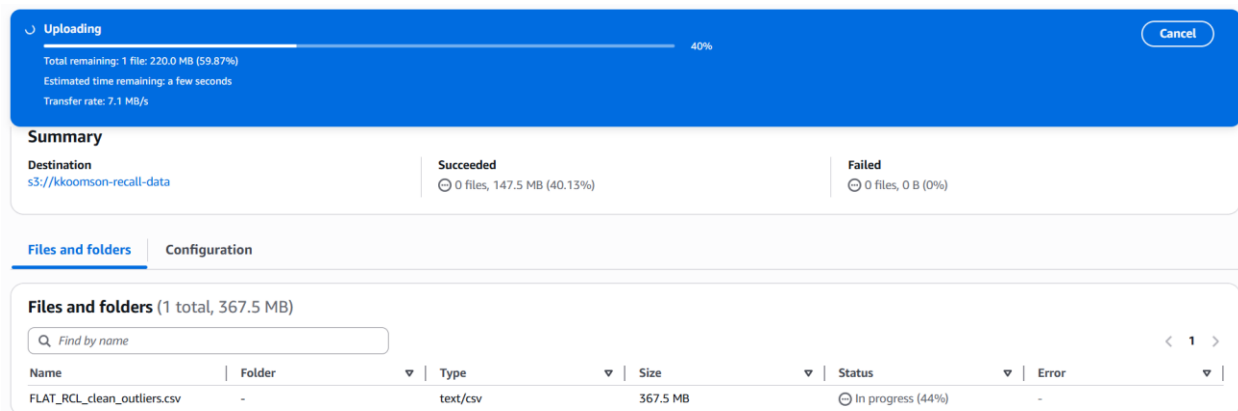 Uploading
Cancel
40%
Total remaining: 1 file: 220.0 MB (59.87%)
Estimated time remaining: a few seconds
Transfer rate: 7.1 MB/s
Summary
Destination
s3://kkoomson-recall-data
Succeeded
0 files, 147.5 MB (40.13%)
Failed
0 files, 0 B (0%)
Files and folders Configuration
Files and folders (1 total, 367.5 MB)
Find by name
1
Name Folder Type Size Status Error
FLAT_RCL_clean_outliers.csv - text/csv 367.5 MB In progress (44%) -